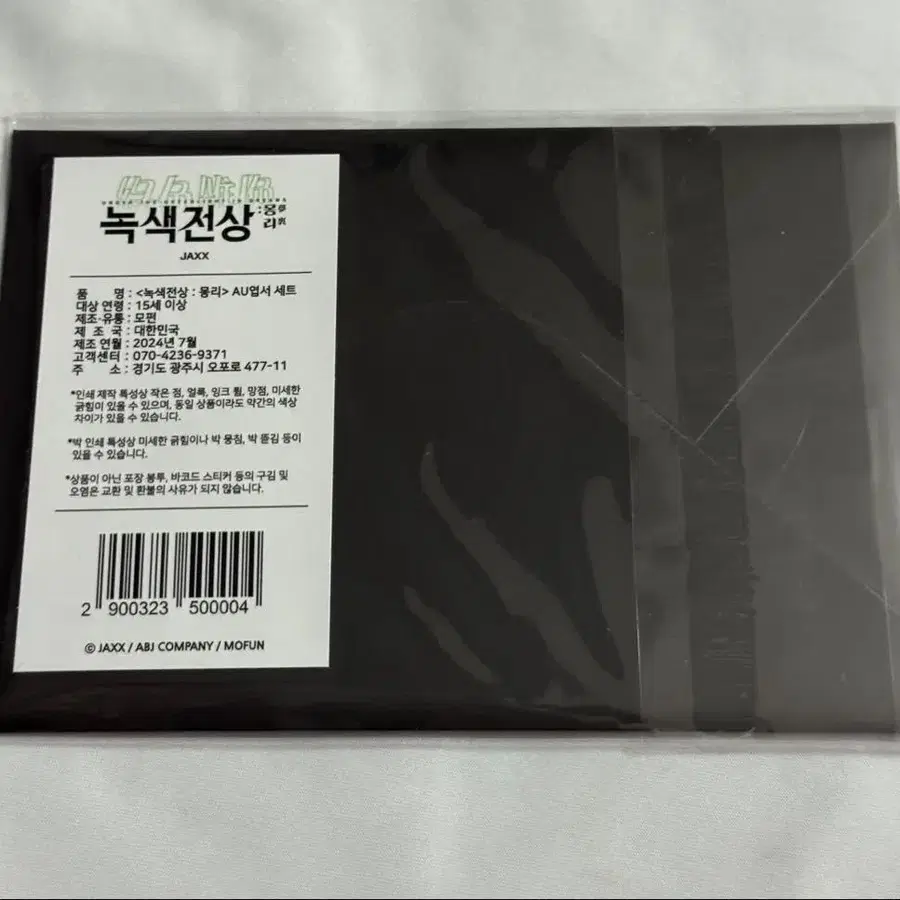 UNDER THE GREENLIGHT : DREAMS
녹색전상 : 몽리 夢裏
JAXX
품 명 : <녹색전상 : 몽리> AU엽서 세트
대상 연령 : 15세 이상
제조·유통 : 모펀
제 조 국 : 대한민국
제조 연월 : 2024년 7월
고객센터 : 070-4236-9371
주 소 : 경기도 광주시 오포로 477-11
*인쇄 제작 특성상 작은 점, 얼룩, 잉크 튐, 망점, 미세한
긁힘이 있을 수 있으며, 동일 상품이라도 약간의 색상
차이가 있을 수 있습니다.
*박 인쇄 특성상 미세한 긁힘이나 박 뭉침, 박 뜯김 등이
있을 수 있습니다.
*상품이 아닌 포장 봉투, 바코드 스티커 등의 구김 및
오염은 교환 및 환불의 사유가 되지 않습니다.
2 900323 500004
© JAXX / ABJ COMPANY / MOFUN